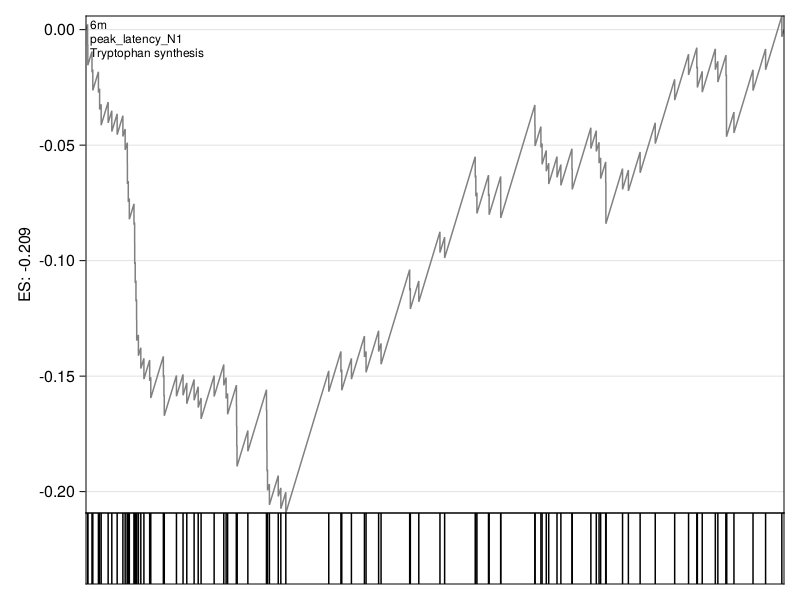 6m
peak_latency_N1
Tryptophan synthesis
0.00
-0.05
-0.10
-0.15
-0.20
ES: -0.209